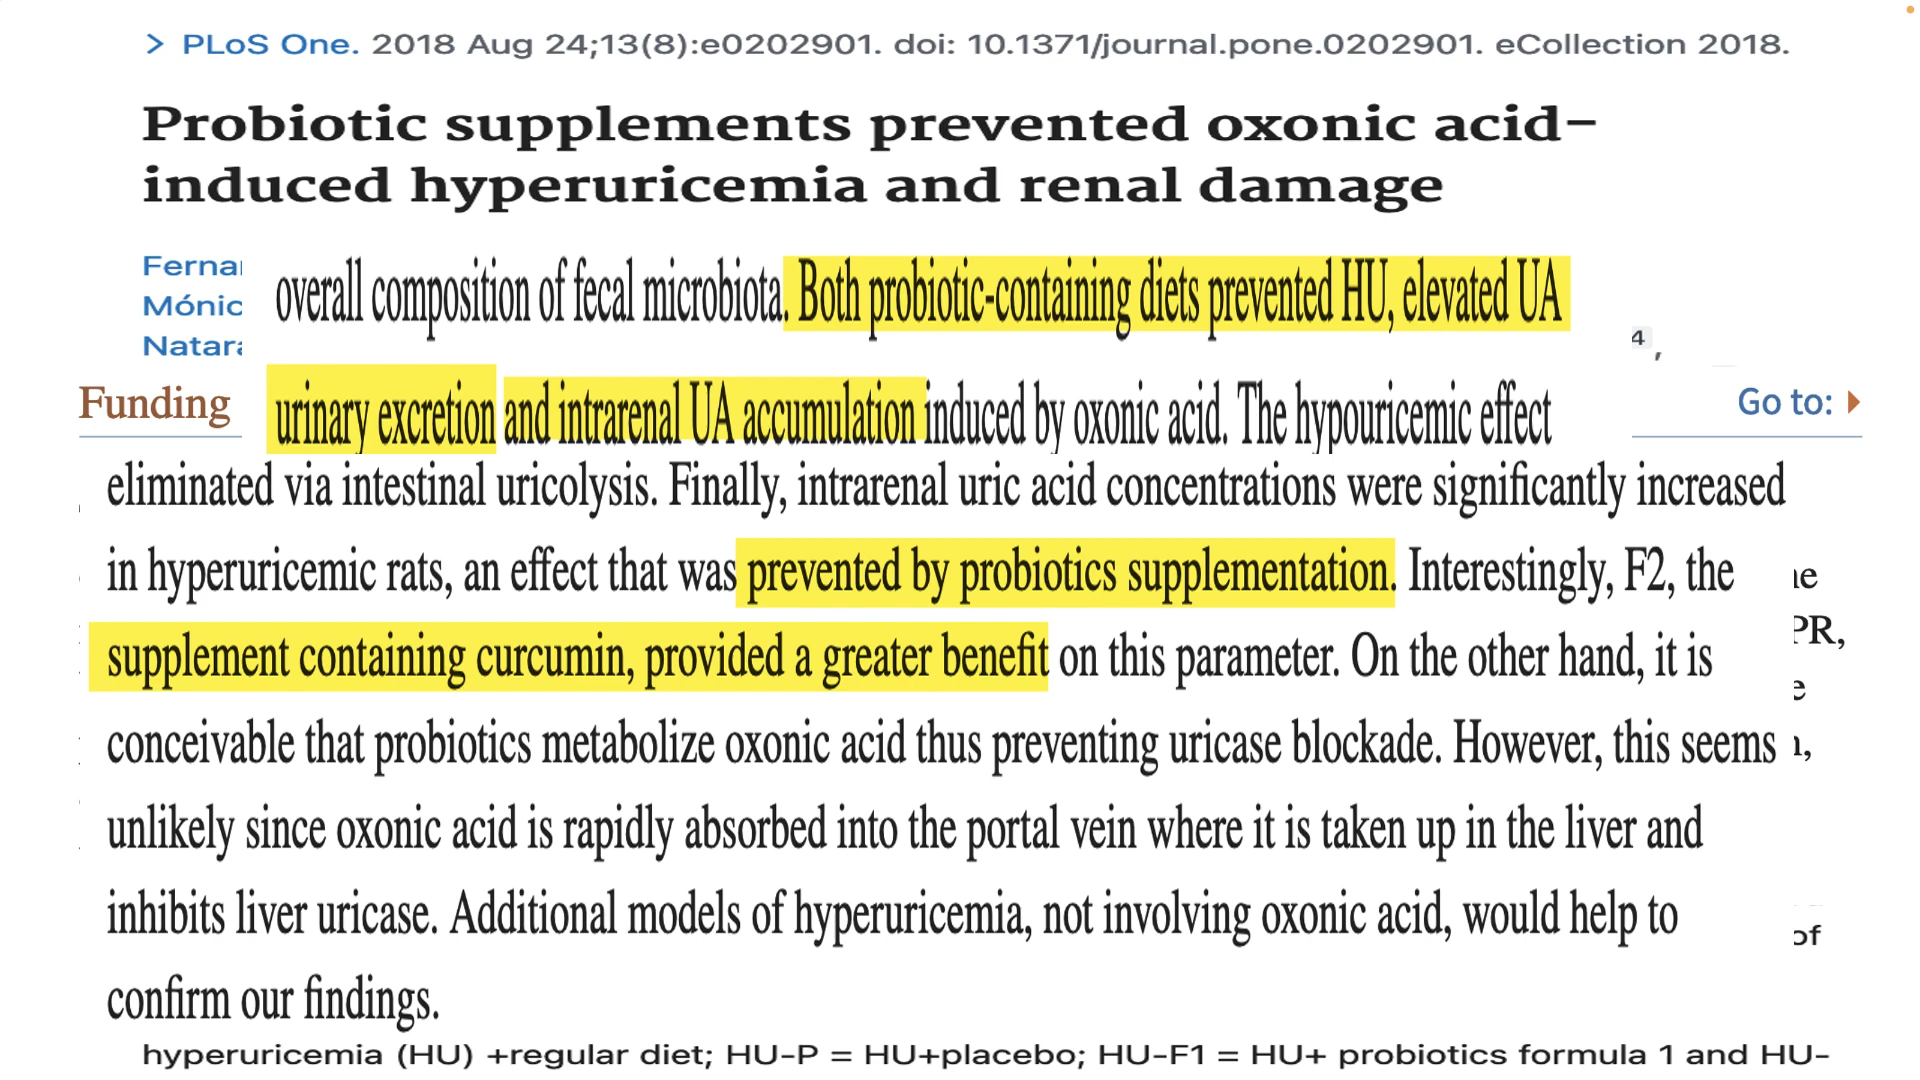 > PLoS One. 2018 Aug 24;13(8):e0202901. doi: 10.1371/journal.pone.0202901. eCollection 2018.
Probiotic supplements prevented oxonic acid–
induced hyperuricemia and renal damage
overall composition of fecal microbiota. Both probiotic-containing diets prevented HU, elevated UA
4,
Funding
urinary excretion and intrarenal UA accumulation induced by oxonic acid. The hypouricemic effect
Go to:
eliminated via intestinal uricolysis. Finally, intrarenal uric acid concentrations were significantly increased
in hyperuricemic rats, an effect that was prevented by probiotics supplementation. Interestingly, F2, the
supplement containing curcumin, provided a greater benefit on this parameter. On the other hand, it is
PR,
conceivable that probiotics metabolize oxonic acid thus preventing uricase blockade. However, this seems
unlikely since oxonic acid is rapidly absorbed into the portal vein where it is taken up in the liver and
inhibits liver uricase. Additional models of hyperuricemia, not involving oxonic acid, would help to
of
confirm our findings.
hyperuricemia (HU) +regular diet; HU-P = HU+placebo; HU-F1 = HU+ probiotics formula 1 and HU-